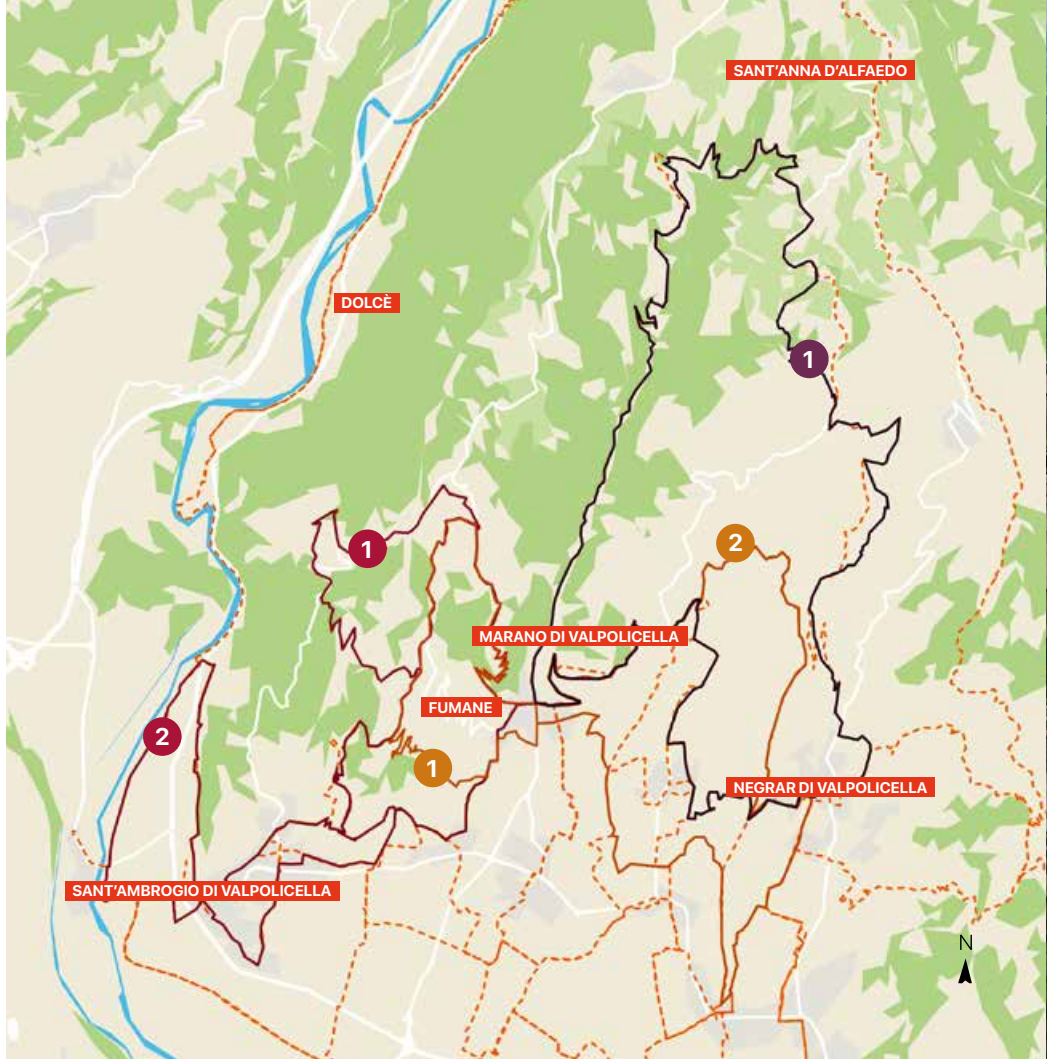 SANT'ANNA D'ALFAEDO
DOLCÈ
1
1
2
MARANO DI VALPOLICELLA
FUMANE
2
1
NEGRAR DI VALPOLICELLA
SANT'AMBROGIO DI VALPOLICELLA
N